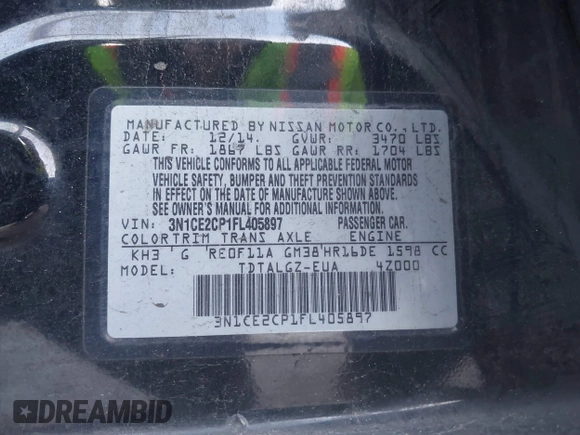 MANUFACTURED BY NISSAN MOTOR CO., LTD.
DATE: 12/14. GVWR: 3470 LBS
GAWR FR: 1867 LBS GAWR RR: 1704 LBS
THIS VEHICLE CONFORMS TO ALL APPLICABLE FEDERAL MOTOR
VEHICLE SAFETY, BUMPER AND THEFT PREVENTION STANDARDS
IN EFFECT ON THE DATE OF MANUFACTURE SHOWN ABOVE.
SEE OWNER'S MANUAL FOR ADDITIONAL INFORMATION.
VIN: 3N1CE2CP1FL405897 PASSENGER CAR.
COLOR TRIM TRANS AXLE ENGINE
KH3 G RE0F11A GM38 HR16DE 1598 CC
MODEL: TDTALGZ-EUA 4Z000
3N1CE2CP1FL405897
DREAMBID